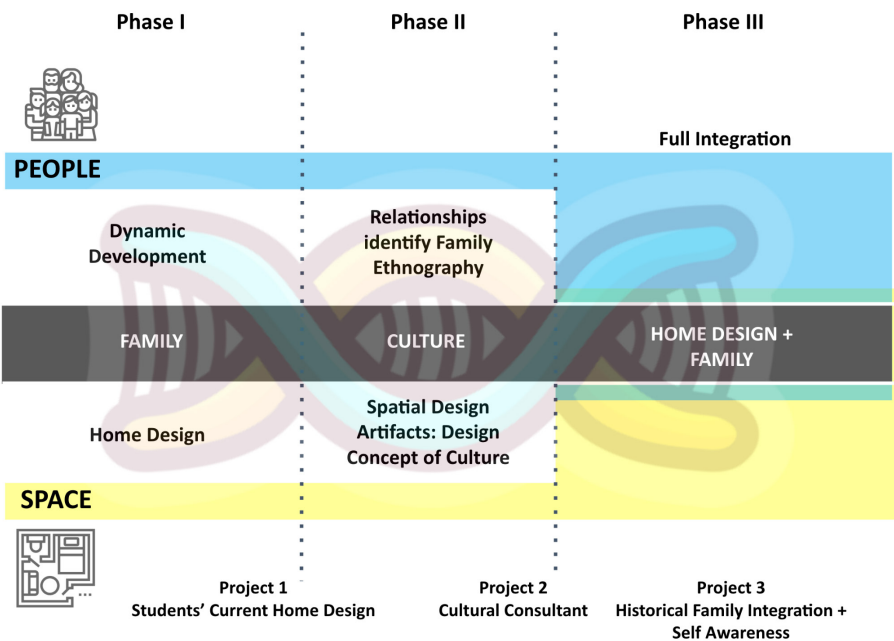 Phase I
Phase II
Phase III
Full Integration
PEOPLE
Dynamic
Development
Relationships
identify Family
Ethnography
FAMILY
CULTURE
HOME DESIGN +
FAMILY
Home Design
Spatial Design
Artifacts: Design
Concept of Culture
SPACE
Project 1
Students' Current Home Design
Project 2
Cultural Consultant
Project 3
Historical Family Integration +
Self Awareness